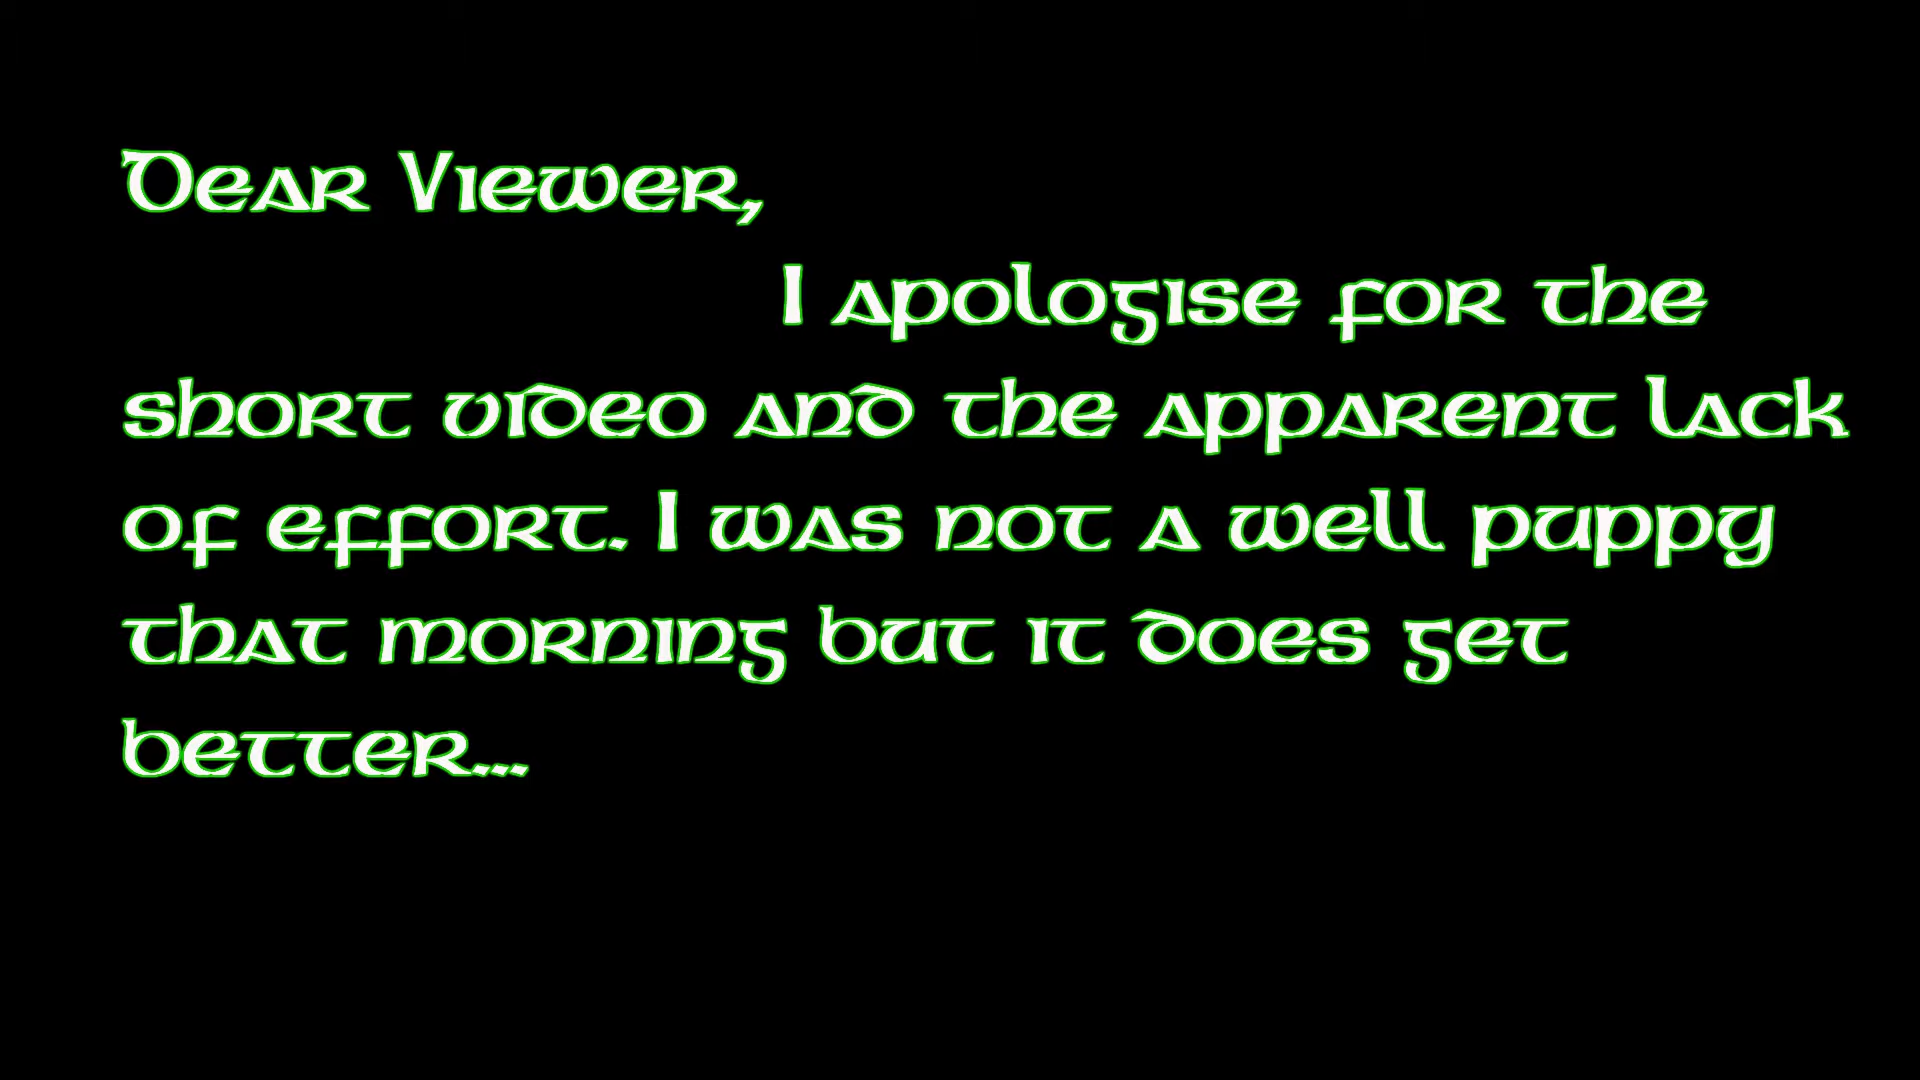 Dear Viewer,
I apologise for the
short video and the apparent lack
of effort. I was not a well puppy
that morning but it does get
better...